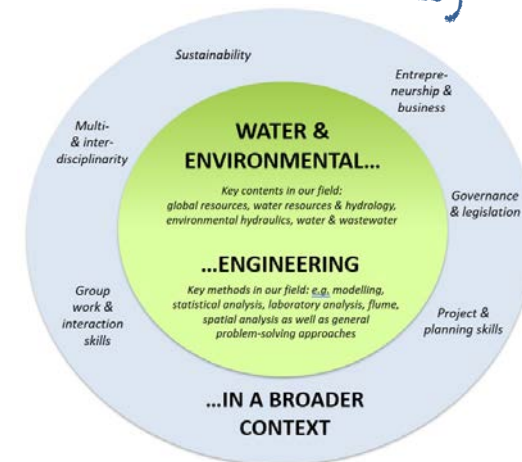 Sustainability
Entrepre-
neurship &
business
Multi-
& inter-
disciplinarity
WATER &
ENVIRONMENTAL...
Key contents in our field:
global resources, water resources & hydrology,
environmental hydraulics, water & wastewater
Governance
& legislation
...ENGINEERING
Key methods in our field: e.g. modelling,
statistical analysis, laboratory analysis, flume,
spatial analysis as well as general
problem-solving approaches
Group
work &
interaction
skills
Project &
planning skills
...IN A BROADER
CONTEXT